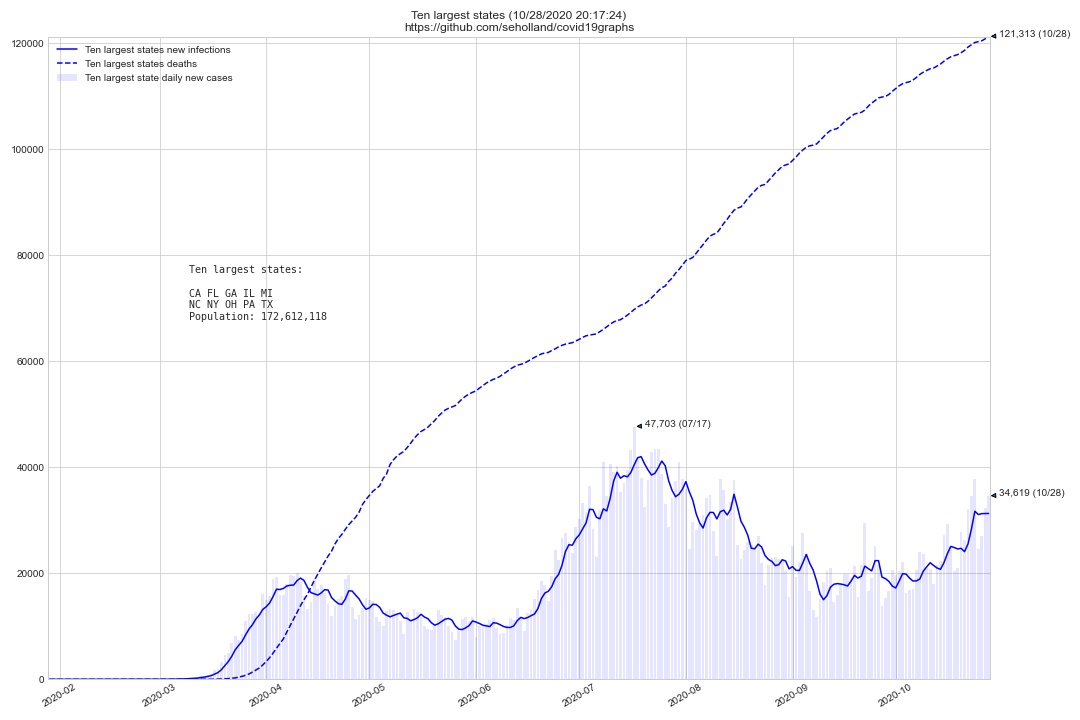 Ten largest states (10/28/2020 20:17:24)
https://github.com/seholland/covid19graphs
Ten largest states new infections
Ten largest states deaths
Ten largest state daily new cases
121,313 (10/28)
120000
100000
80000
60000
40000
20000
0
Ten largest states:
CA FL GA IL MI
NC NY OH PA TX
Population: 172,612,118
47,703 (07/17)
34,619 (10/28)
2020-02
2020-03
2020-04
2020-05
2020-06
2020-07
2020-08
2020-09
2020-10